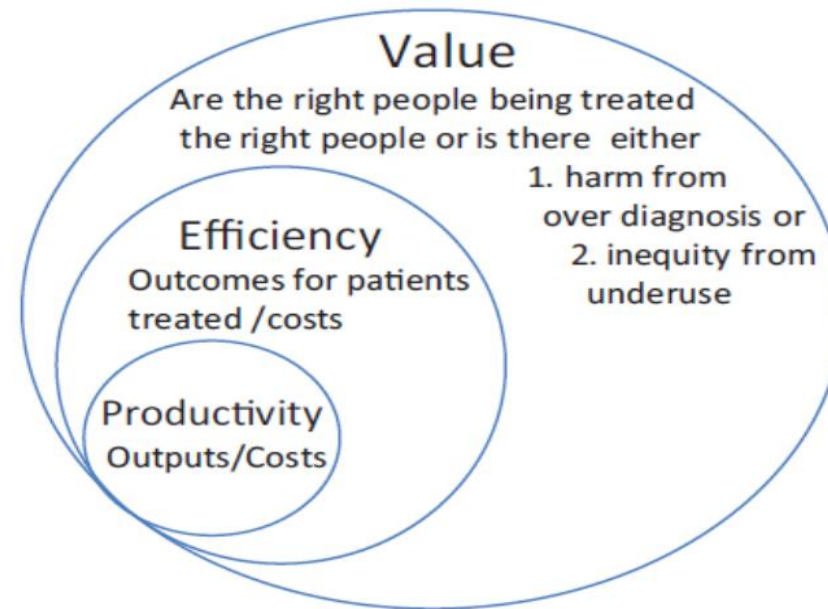 Value
Are the right people being treated
the right people or is there either
1. harm from
over diagnosis or
2. inequity from
underuse
Efficiency
Outcomes for patients
treated /costs
Productivity
Outputs/Costs